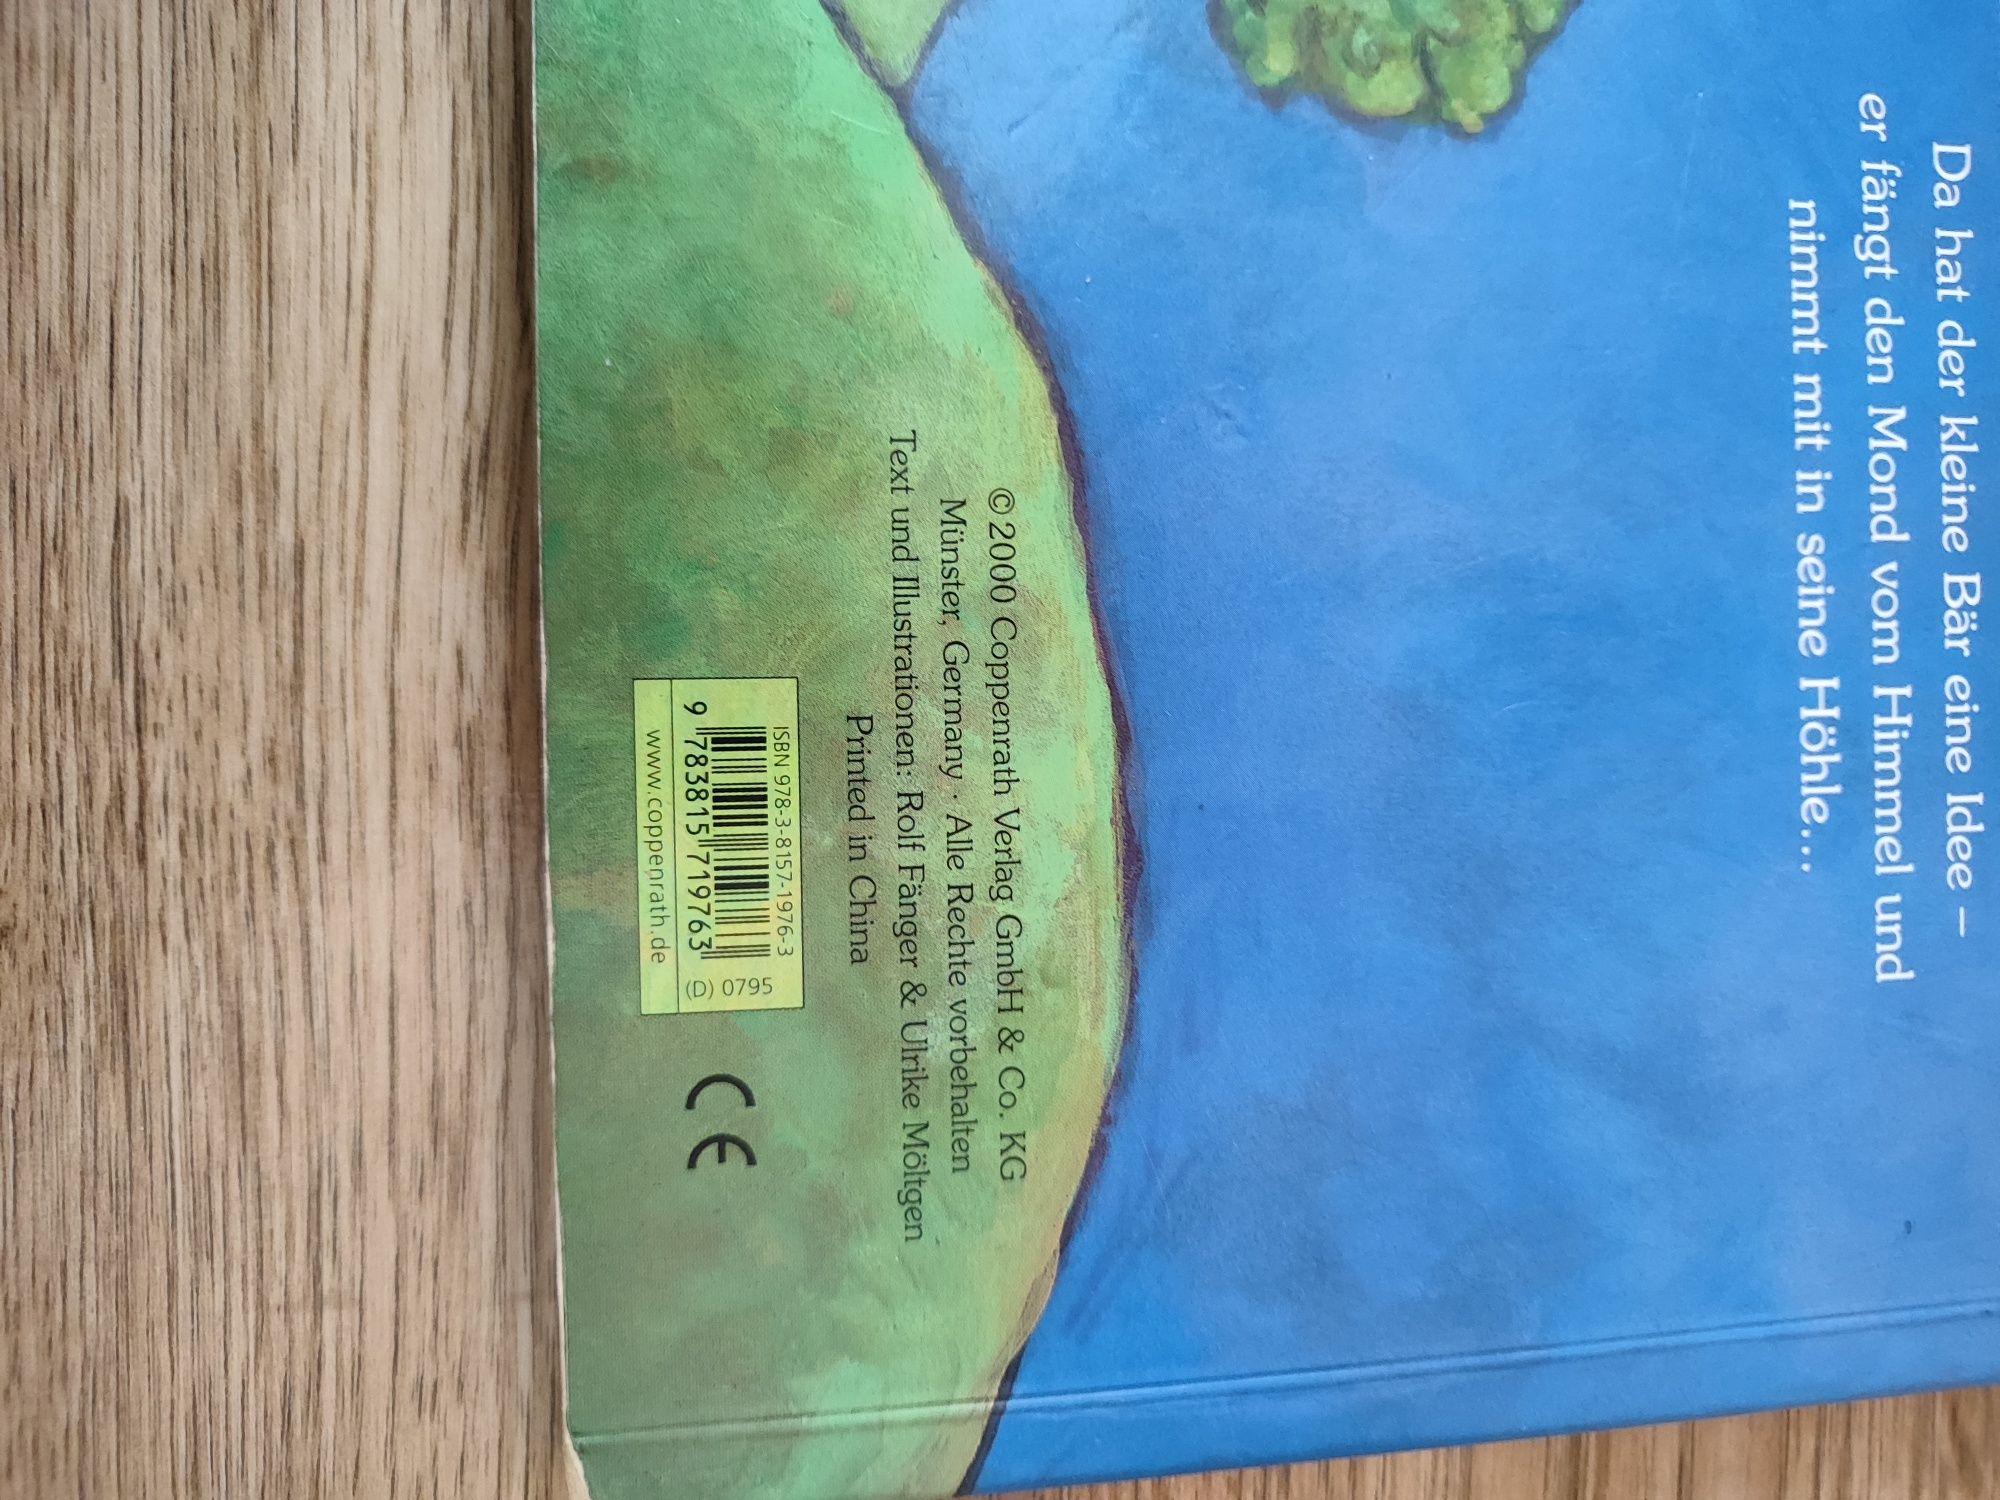 Da hat der kleine Bär eine Idee –
er fängt den Mond vom Himmel und
nimmt mit in seine Höhle...
© 2000 Coppenrath Verlag GmbH & Co. KG
Münster, Germany · Alle Rechte vorbehalten
Text und Illustrationen: Rolf Fänger & Ulrike Möltgen
Printed in China
ISBN 978-3-8157-1976-3
9 783815 719763
(D) 0795
www.coppenrath.de
CE